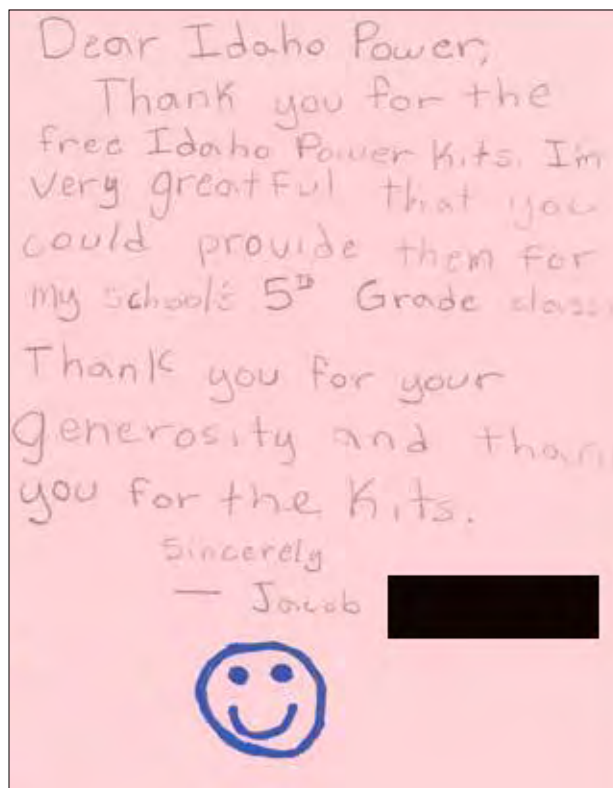 Dear Idaho Power,
Thank you for the
free Idaho Power Kits. I'm
very greatful that you
could provide them for
my school's 5th Grade class
Thank you for your
generosity and than
you for the Kits.
Sincerely
— Jacob